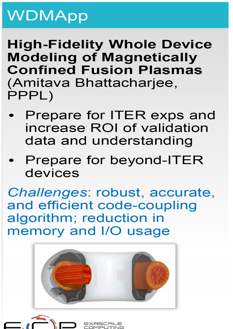 WDMApp
High-Fidelity Whole Device
Modeling of Magnetically
Confined Fusion Plasmas
(Amitava Bhattacharjee,
PPPL)
• Prepare for ITER exps and
increase ROI of validation
data and understanding
• Prepare for beyond-ITER
devices
Challenges: robust, accurate,
and efficient code-coupling
algorithm; reduction in
memory and I/O usage
EXASCALE
COMPUTING